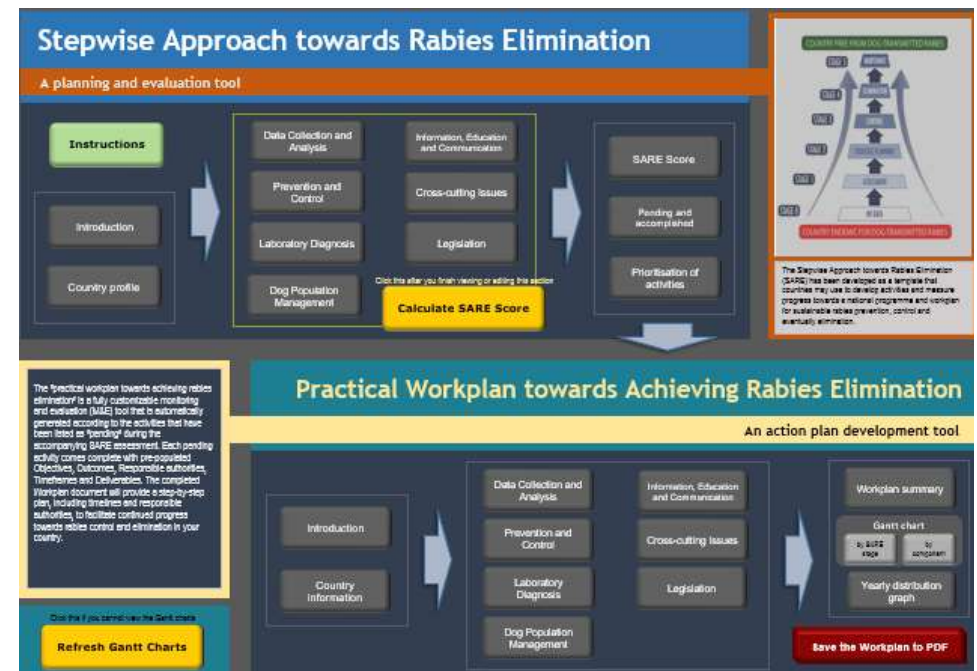 Stepwise Approach towards Rabies Elimination
A planning and evaluation tool
Instructions
Introduction
Country profile
Data Collection and
Analysis
Prevention and
Control
Laboratory Diagnosis
Dog Population
Management
Information, Education
and Communication
Cross-cutting Issues
Legislation
Click this after you finish viewing or editing this section
Calculate SARE Score
SARE Score
Pending and
accomplished
Prioritisation of
activities
COUNTRY FREE FROM DOG-TRANSMITTED RABIES
COUNTRY ENDEMIC FOR DOG-TRANSMITTED RABIES
The Stepwise Approach towards Rabies Elimination
(SARE) has been developed as a template that
countries may use to develop activities and measure
progress towards a national programme and workplan
for sustainable rabies prevention, control and
eventually elimination.
The "practical workplan towards achieving rabies
elimination" is a fully customizable monitoring
and evaluation (M&E) tool that is automatically
generated according to the activities that have
been listed as "pending" during the
accompanying SARE assessment. Each pending
activity comes complete with pre-populated
Objectives, Outcomes, Responsible authorities,
Timeframes and Deliverables. The completed
Workplan document will provide a step-by-step
plan, including timelines and responsible
authorities, to facilitate continued progress
towards rabies control and elimination in your
country.
Click this if you cannot view the Gantt charts
Refresh Gantt Charts
Practical Workplan towards Achieving Rabies Elimination
An action plan development tool
Introduction
Country
Information
Data Collection and
Analysis
Prevention and
Control
Laboratory
Diagnosis
Dog Population
Management
Information, Education
and Communication
Cross-cutting Issues
Legislation
Workplan summary
Gantt chart
by SARE
stage
by
component
Yearly distribution
graph
Save the Workplan to PDF